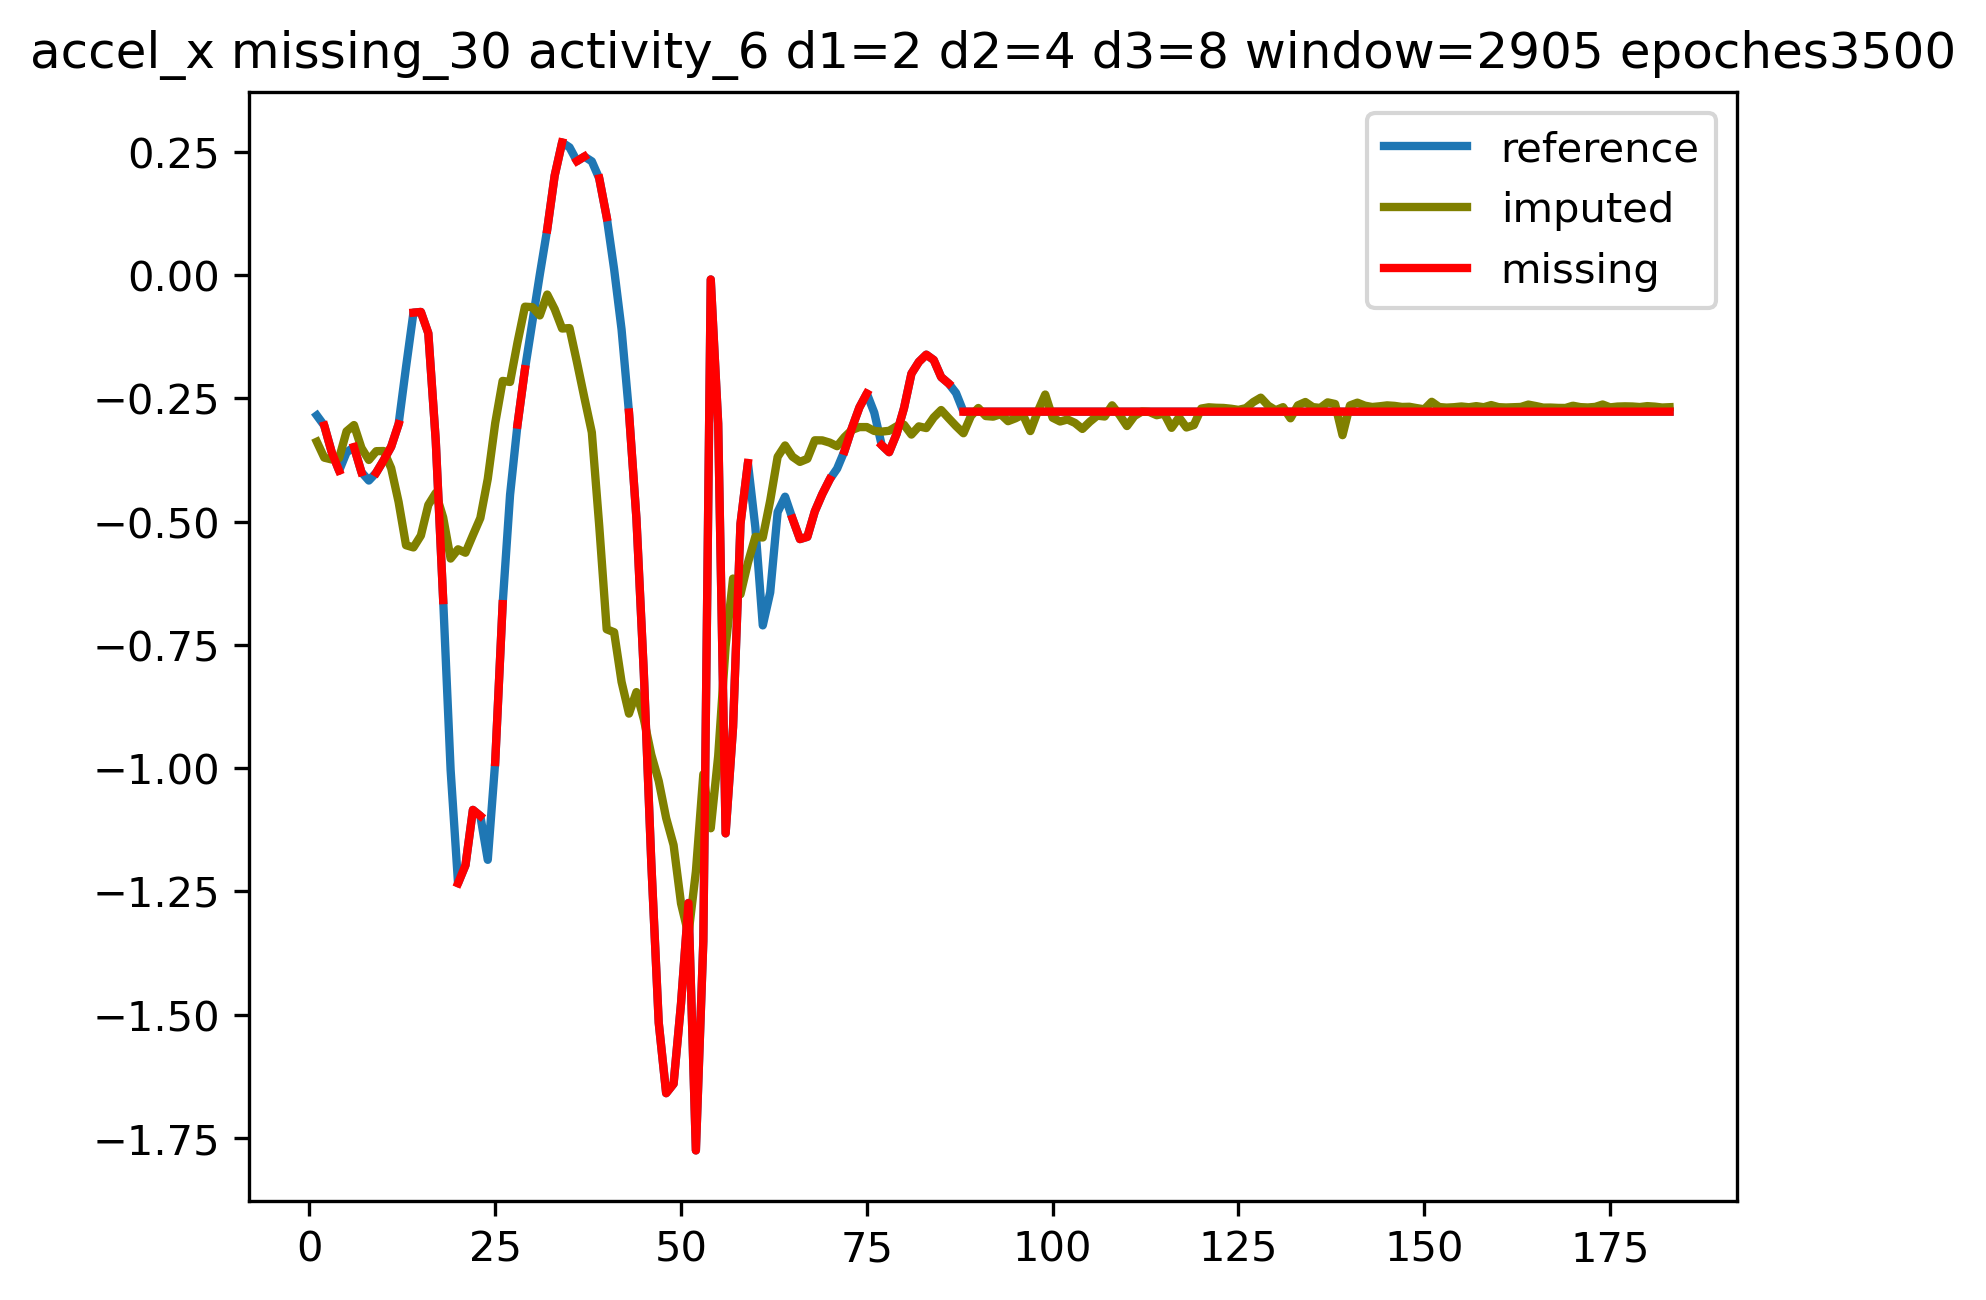 accel_x missing_30 activity_6 d1=2 d2=4 d3=8 window=2905 epoches3500
reference
imputed
missing
0.25
0.00
−0.25
−0.50
−0.75
−1.00
−1.25
−1.50
−1.75
0 25 50 75 100 125 150 175